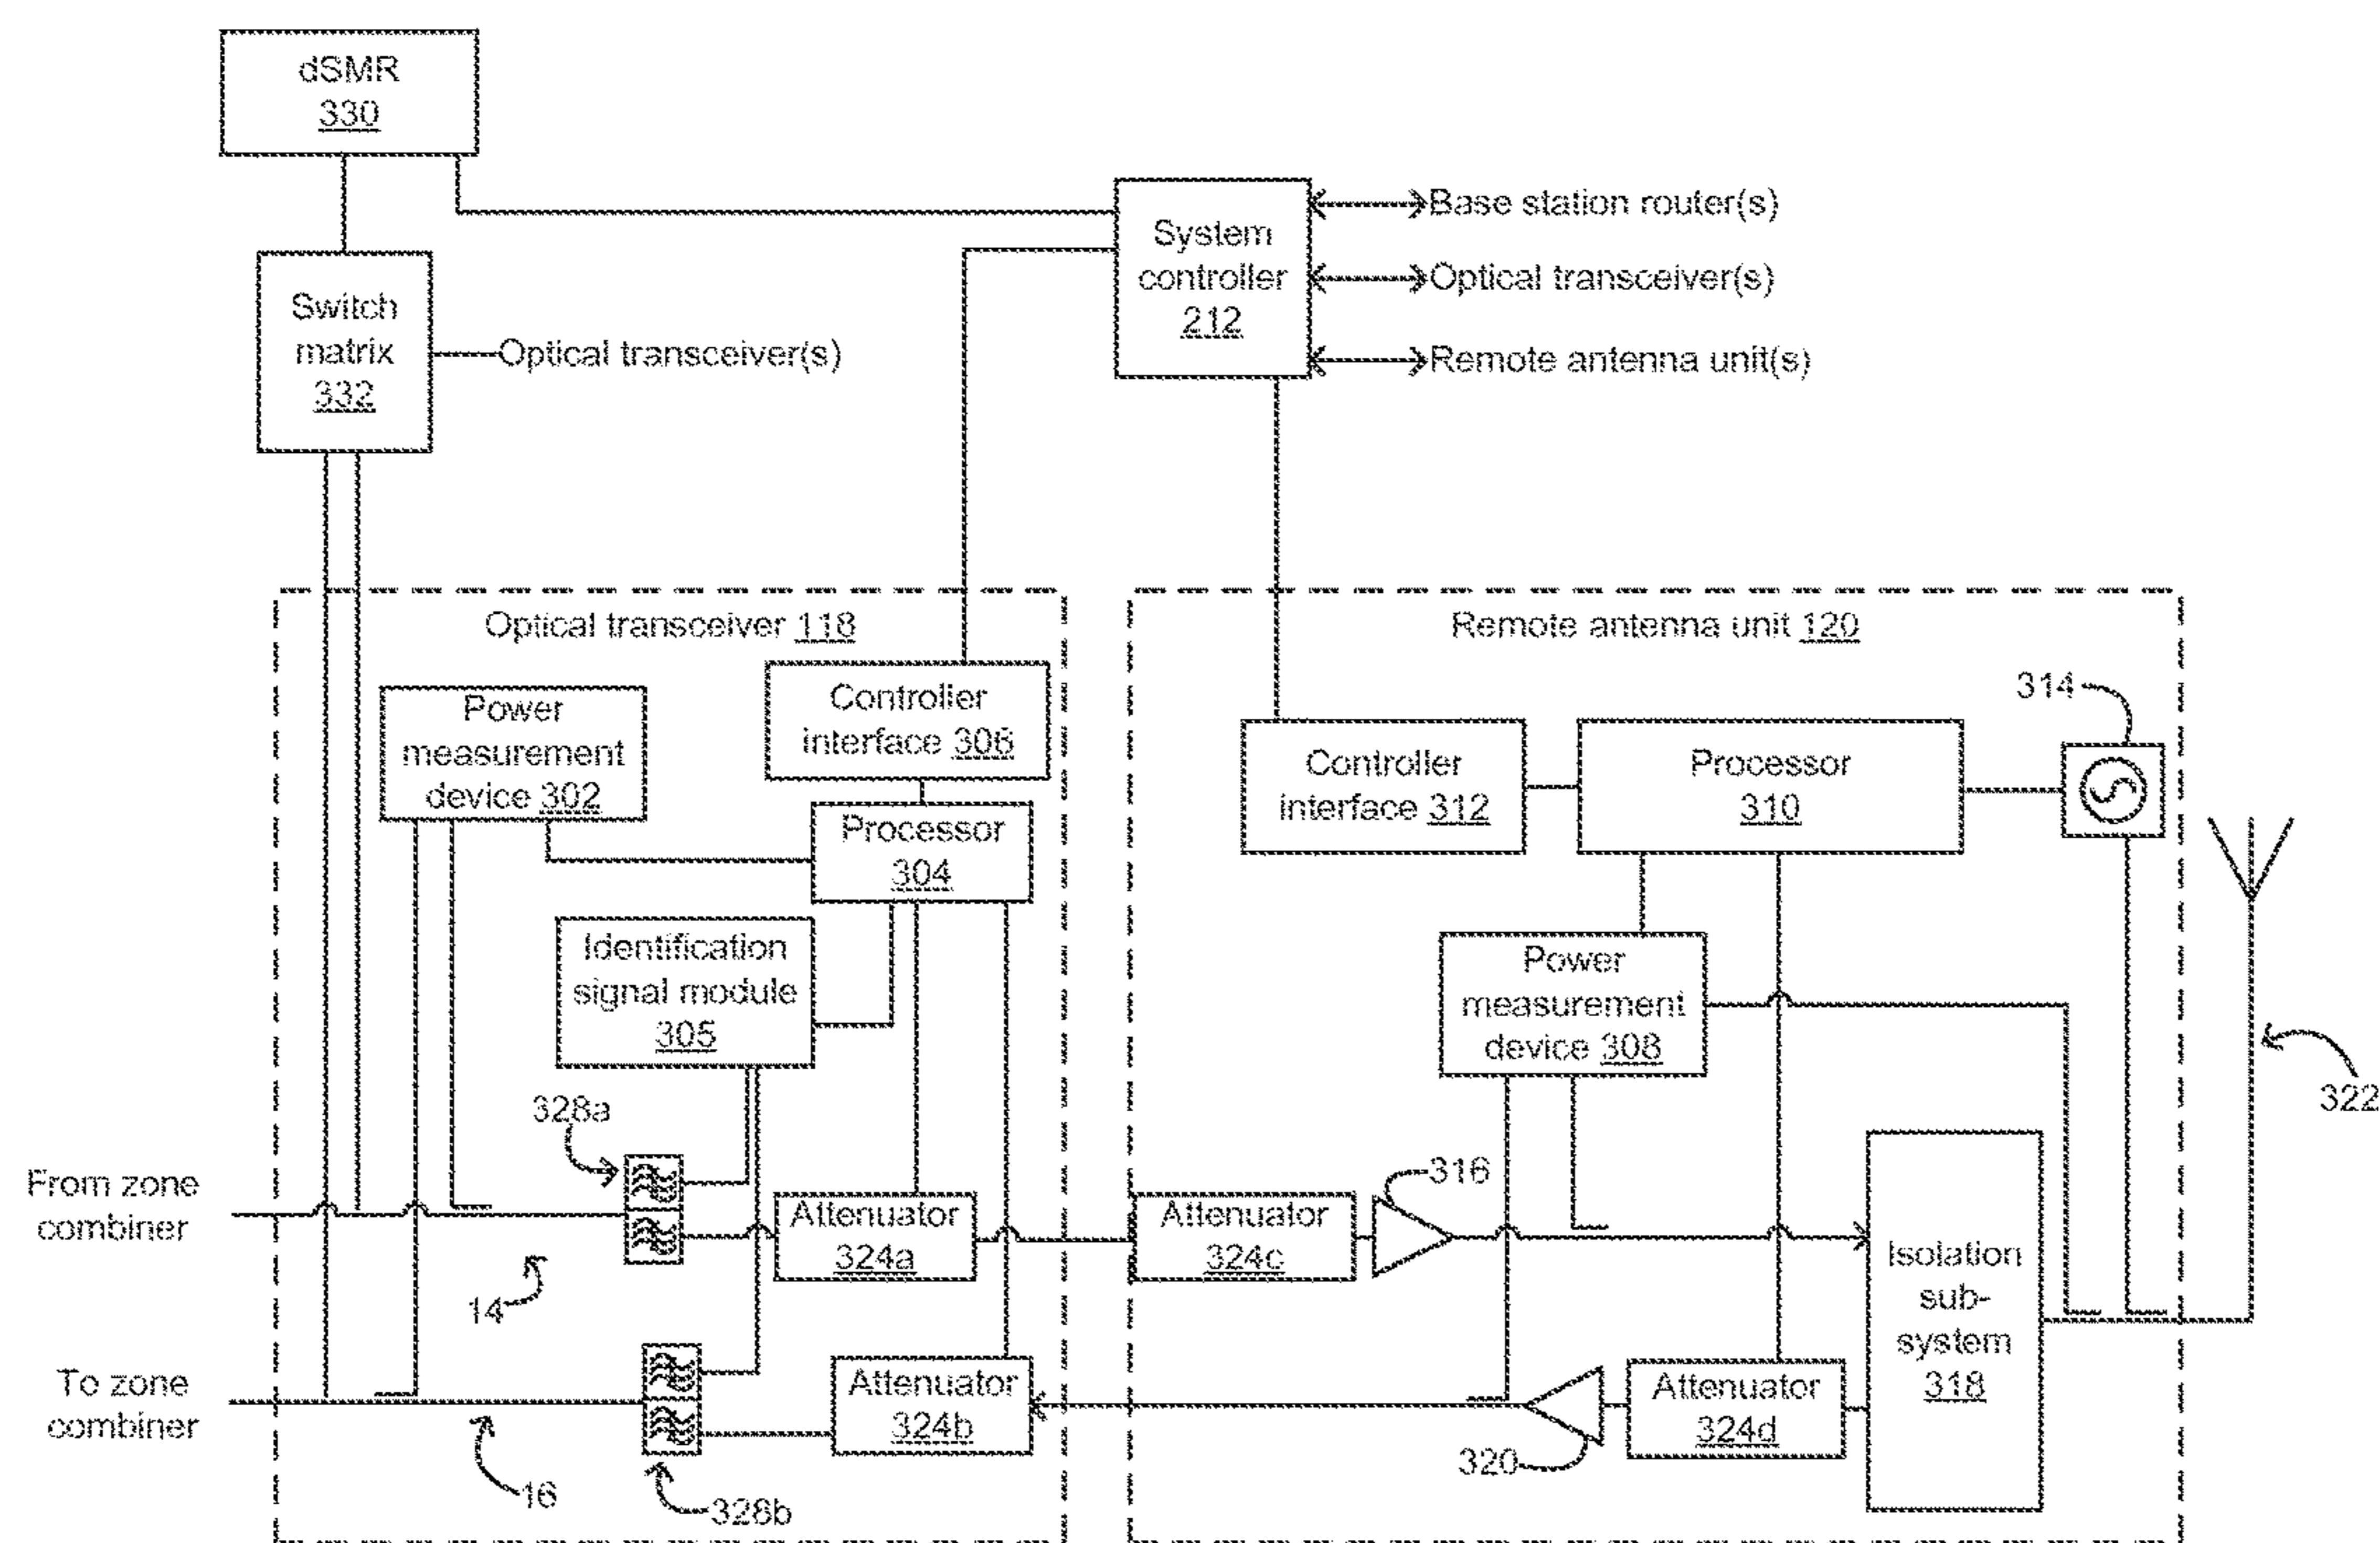 dSMR
330
Switch
matrix
332
Optical transceiver(s)
System
controller
212
Base station router(s)
Optical transceiver(s)
Remote antenna unit(s)
Optical transceiver 118
Power
measurement
device 302
Controller
interface 306
Processor
304
Identification
signal module
305
328a
From zone
combiner
14
Attenuator
324a
To zone
combiner
16
328b
Attenuator
324b
Remote antenna unit 120
Controller
interface 312
Processor
310
314
Power
measurement
device 308
322
Attenuator
324c
316
Isolation
sub-
system
318
320
Attenuator
324d